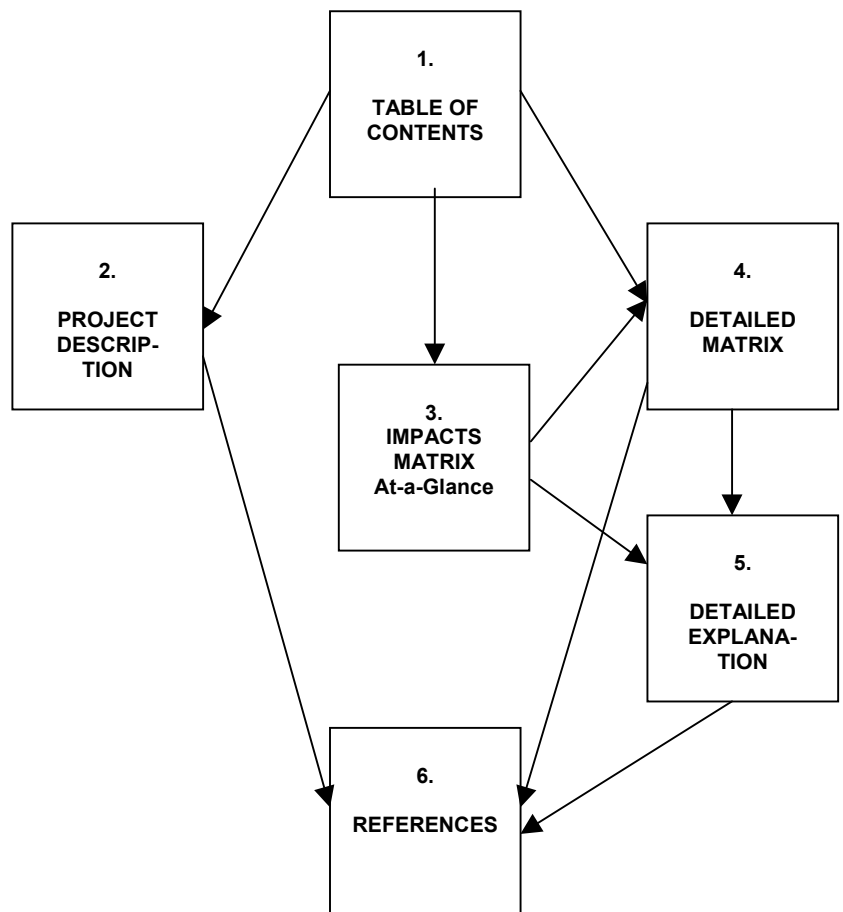 1.
TABLE OF
CONTENTS
2.
PROJECT
DESCRIP-
TION
3.
IMPACTS
MATRIX
At-a-Glance
4.
DETAILED
MATRIX
5.
DETAILED
EXPLANA-
TION
6.
REFERENCES